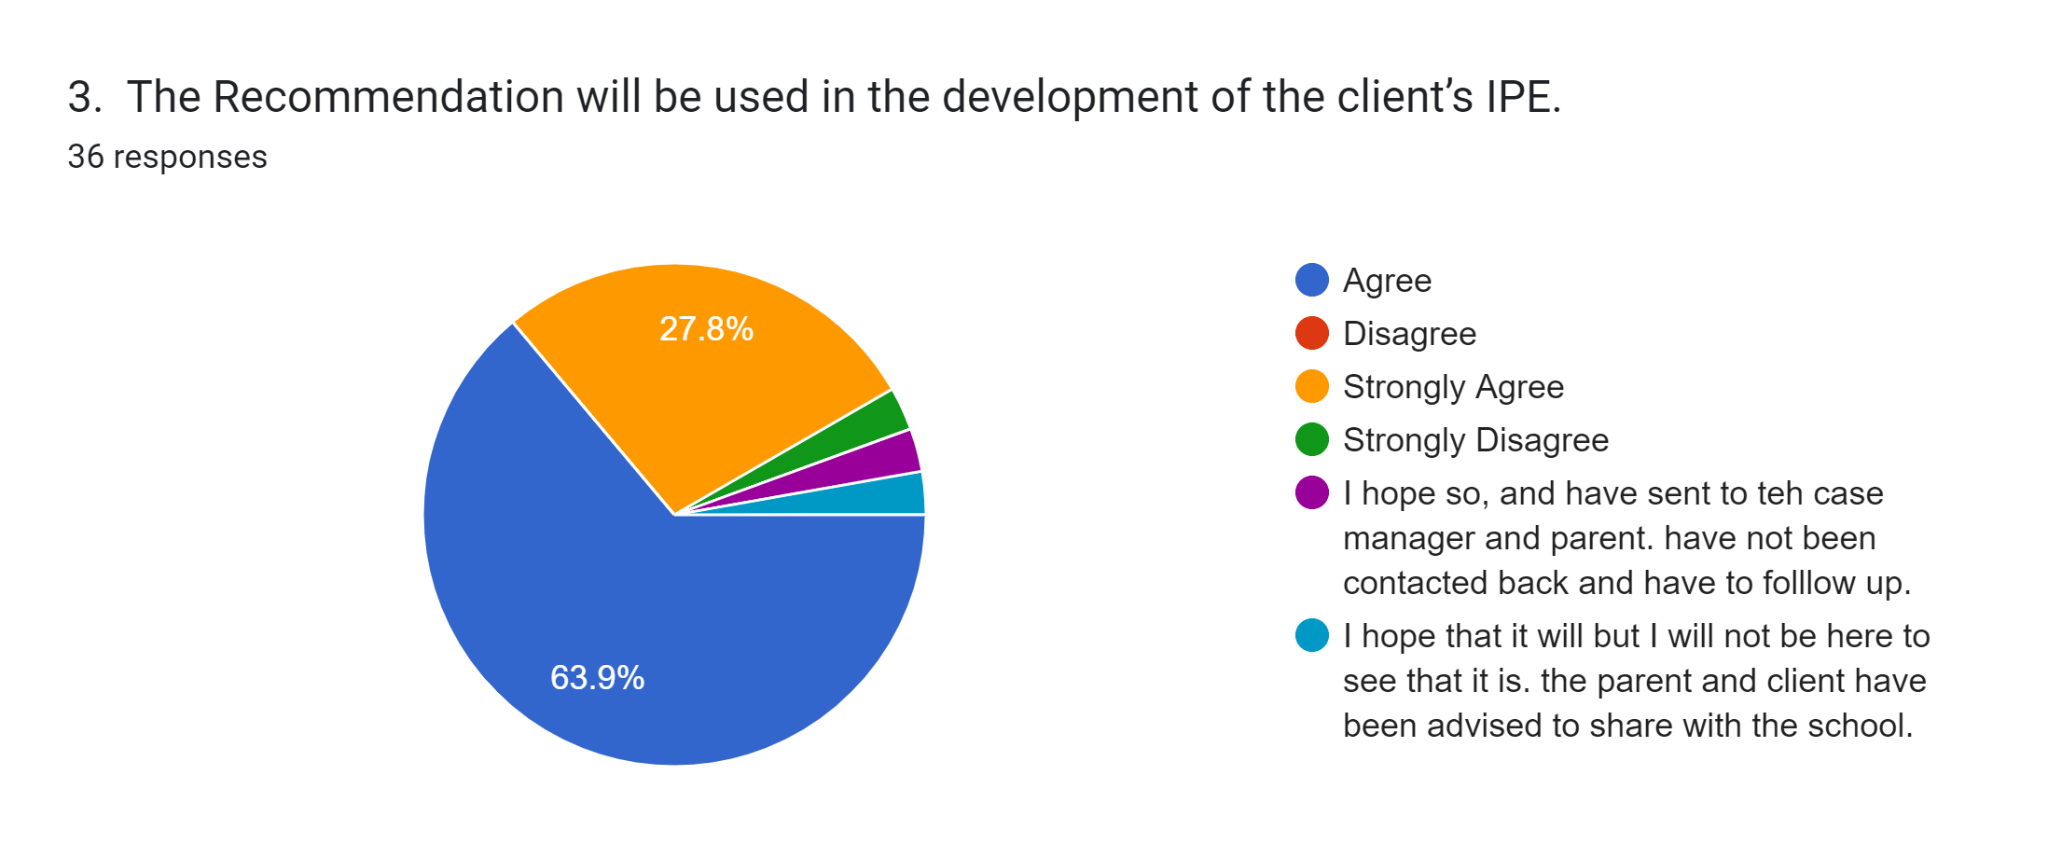 3.  The Recommendation will be used in the development of the client’s IPE.
36 responses
27.8%
63.9%
Agree
Disagree
Strongly Agree
Strongly Disagree
I hope so, and have sent to teh case
manager and parent. have not been
contacted back and have to folllow up.
I hope that it will but I will not be here to
see that it is. the parent and client have
been advised to share with the school.